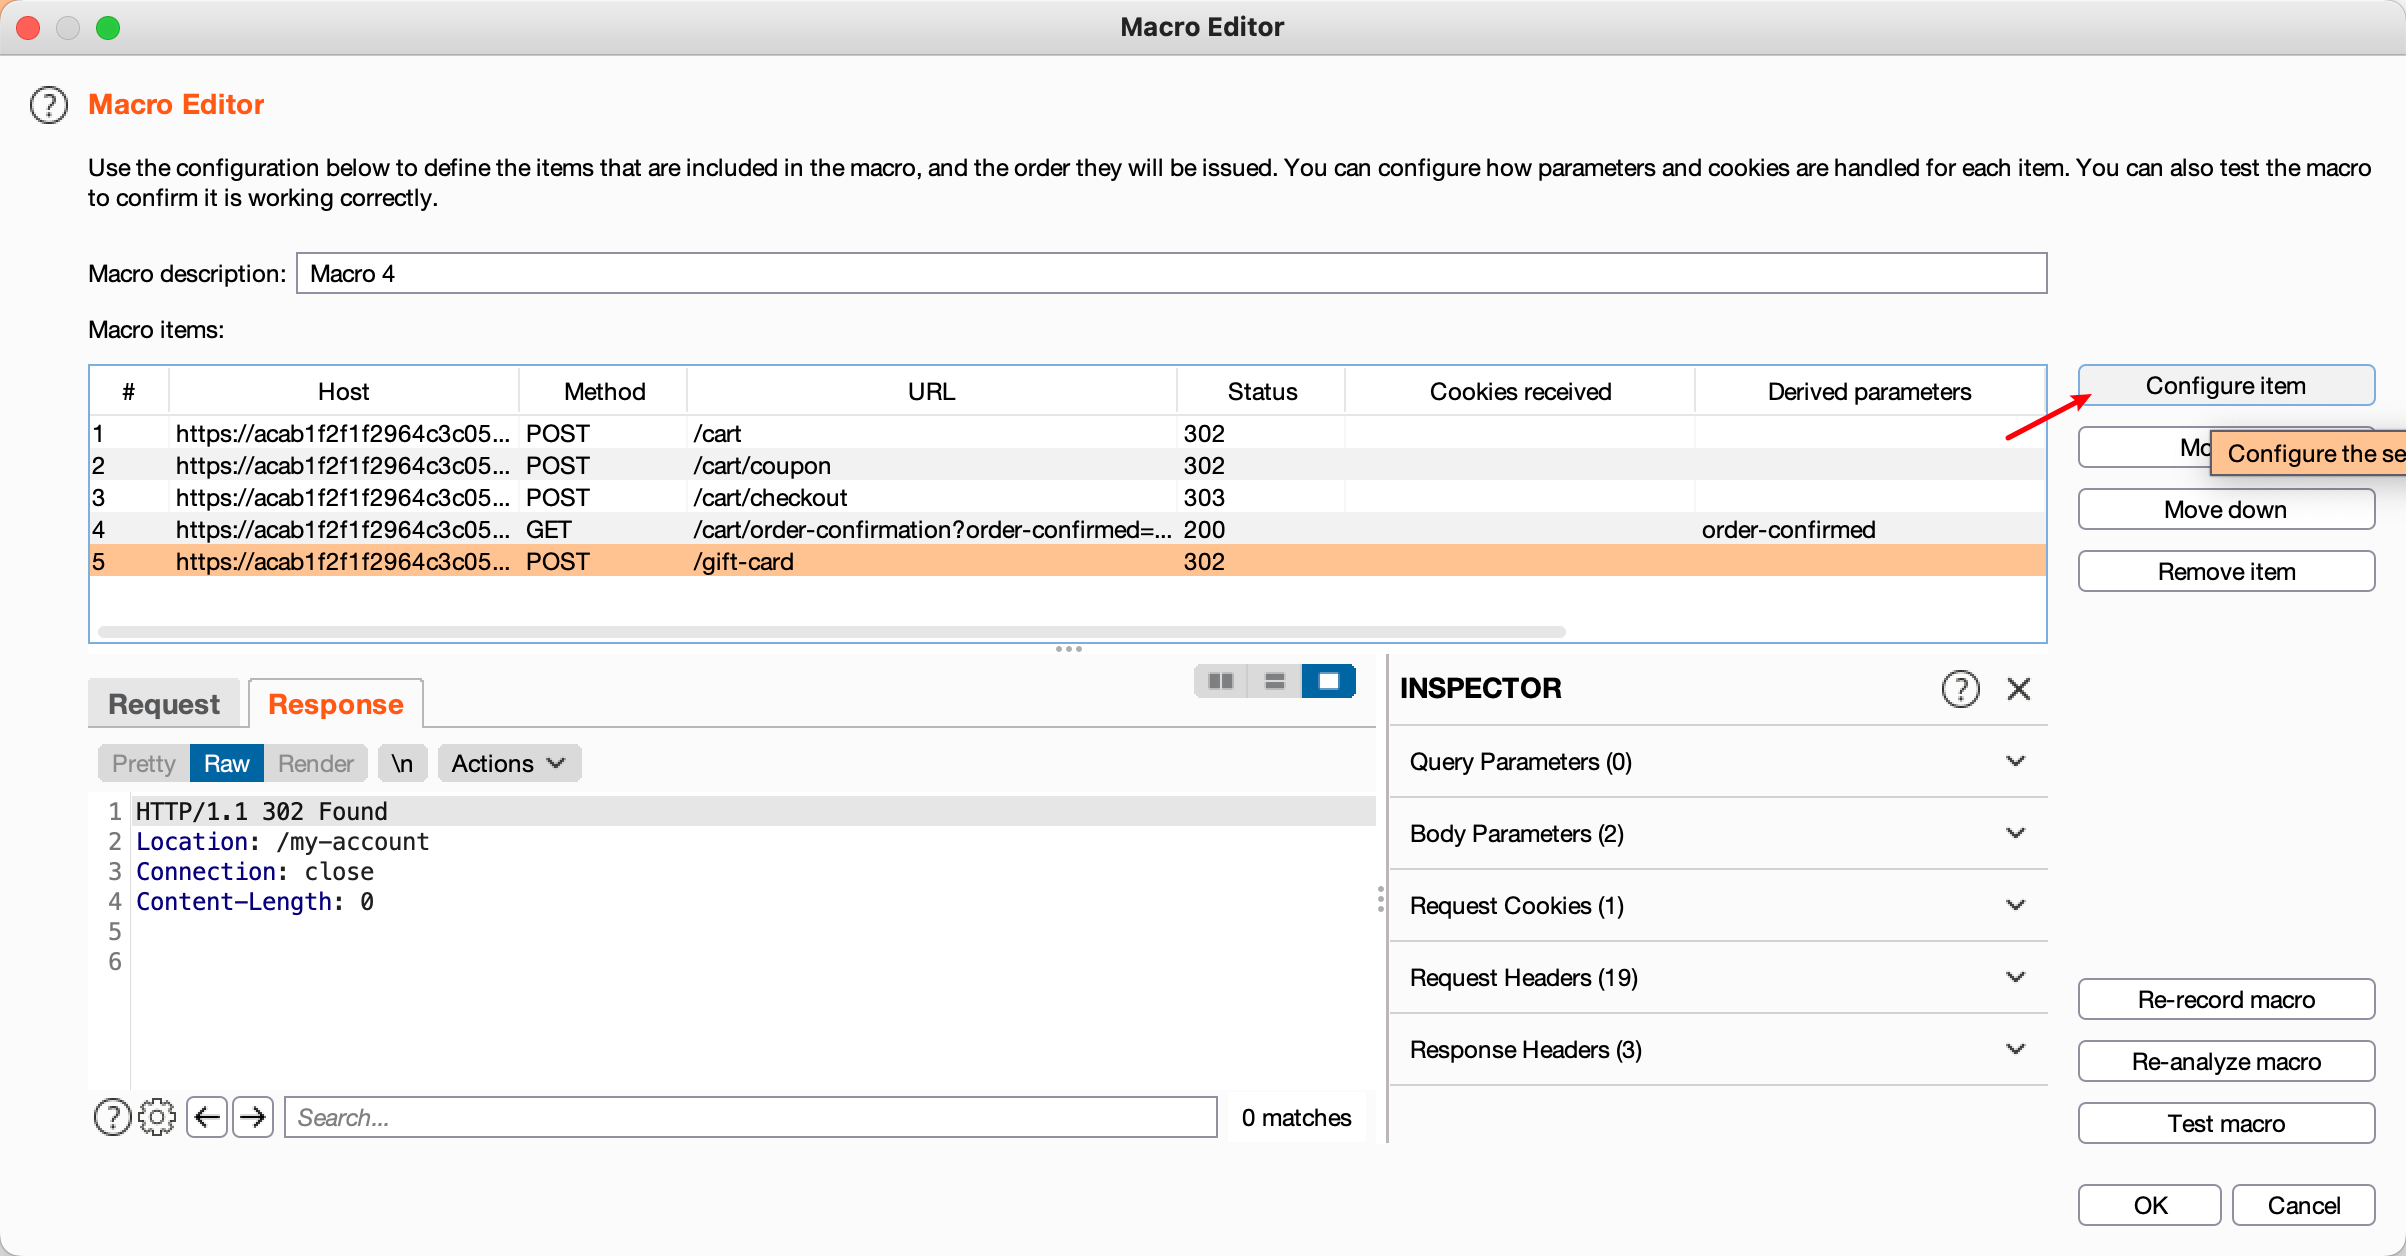 Macro Editor
Macro Editor
Use the configuration below to define the items that are included in the macro, and the order they will be issued. You can configure how parameters and cookies are handled for each item. You can also test the macro
to confirm it is working correctly.
Macro description: Macro 4
Macro items:
# Host Method URL Status Cookies received Derived parameters
1 https://acab1f2f1f2964c3c05... POST /cart 302
2 https://acab1f2f1f2964c3c05... POST /cart/coupon 302
3 https://acab1f2f1f2964c3c05... POST /cart/checkout 303
4 https://acab1f2f1f2964c3c05... GET /cart/order-confirmation?order-confirmed=... 200 order-confirmed
5 https://acab1f2f1f2964c3c05... POST /gift-card 302
Configure item
Configure the se
Move down
Remove item
Request Response
Pretty Raw Render \n Actions
1 HTTP/1.1 302 Found
2 Location: /my-account
3 Connection: close
4 Content-Length: 0
5
6
Search...
0 matches
INSPECTOR
Query Parameters (0)
Body Parameters (2)
Request Cookies (1)
Request Headers (19)
Response Headers (3)
Re-record macro
Re-analyze macro
Test macro
OK Cancel